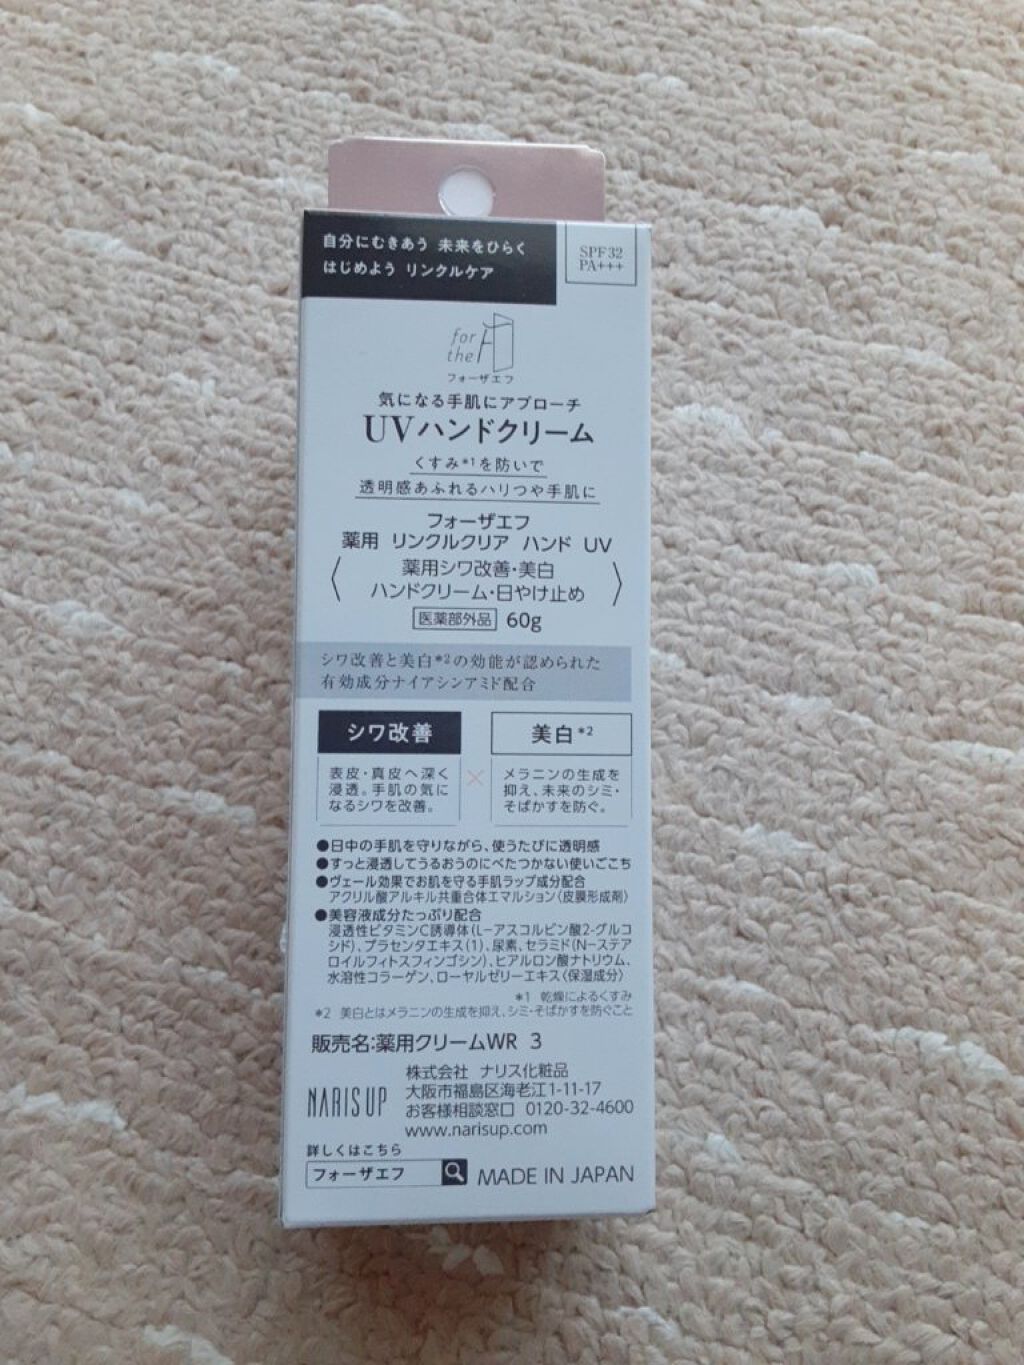 自分にむきあう 未来をひらく
はじめよう リンクルケア
SPF32
PA+++
for
the F
フォーザエフ
気になる手肌にアプローチ
UVハンドクリーム
くすみ*1を防いで
透明感あふれるハリつや手肌に
フォーザエフ
薬用 リンクルクリア ハンド UV
〈薬用シワ改善・美白
ハンドクリーム・日やけ止め〉
医薬部外品 60g
シワ改善と美白*2の効能が認められた
有効成分ナイアシンアミド配合
シワ改善
表皮・真皮へ深く
浸透。手肌の気に
なるシワを改善。
×
美白*2
メラニンの生成を
抑え、未来のシミ・
そばかすを防ぐ。
●日中の手肌を守りながら、使うたびに透明感
●すっと浸透してうるおうのにべたつかない使いごこち
●ヴェール効果でお肌を守る手肌ラップ成分配合
アクリル酸アルキル共重合体エマルション〈皮膜形成剤〉
●美容液成分たっぷり配合
浸透性ビタミンC誘導体(L-アスコルビン酸2-グルコ
シド)、プラセンタエキス(1)、尿素、セラミド(N-ステア
ロイルフィトスフィンゴシン)、ヒアルロン酸ナトリウム、
水溶性コラーゲン、ローヤルゼリーエキス〈保湿成分〉
*1 乾燥によるくすみ
*2 美白とはメラニンの生成を抑え、シミ・そばかすを防ぐこと
販売名:薬用クリームWR 3
NARIS UP
株式会社 ナリス化粧品
大阪市福島区海老江1-11-17
お客様相談窓口 0120-32-4600
www.narisup.com
詳しくはこちら
フォーザエフ
MADE IN JAPAN